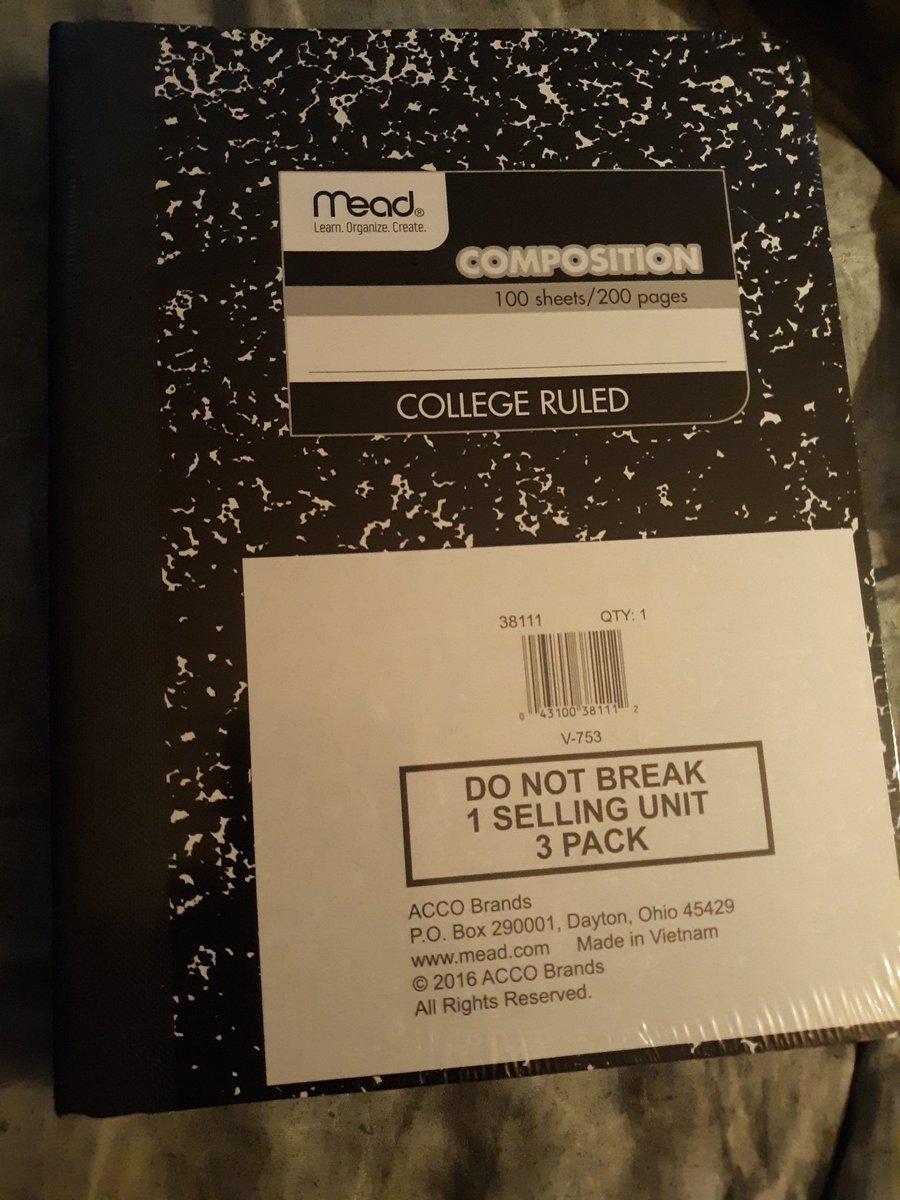 Mead®
Learn. Organize. Create.
COMPOSITION
100 sheets/200 pages
COLLEGE RULED
38111 QTY: 1
0 43100 38111 2
V-753
DO NOT BREAK
1 SELLING UNIT
3 PACK
ACCO Brands
P.O. Box 290001, Dayton, Ohio 45429
www.mead.com Made in Vietnam
© 2016 ACCO Brands
All Rights Reserved.